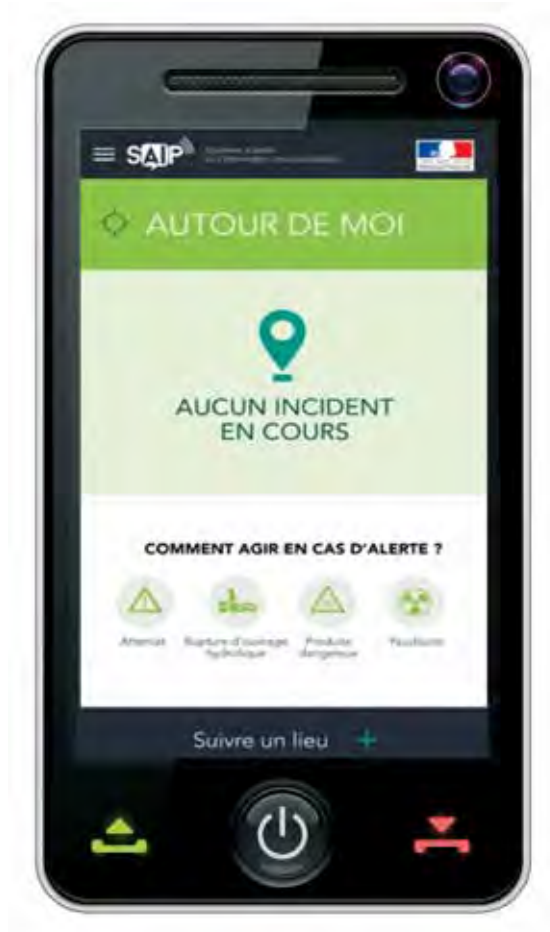 SAIP
AUTOUR DE MOI
AUCUN INCIDENT
EN COURS
COMMENT AGIR EN CAS D'ALERTE ?
Attentat
Rupture d'ouvrage
hydrolique
Produits
dangereux
Nucléaire
Suivre un lieu +